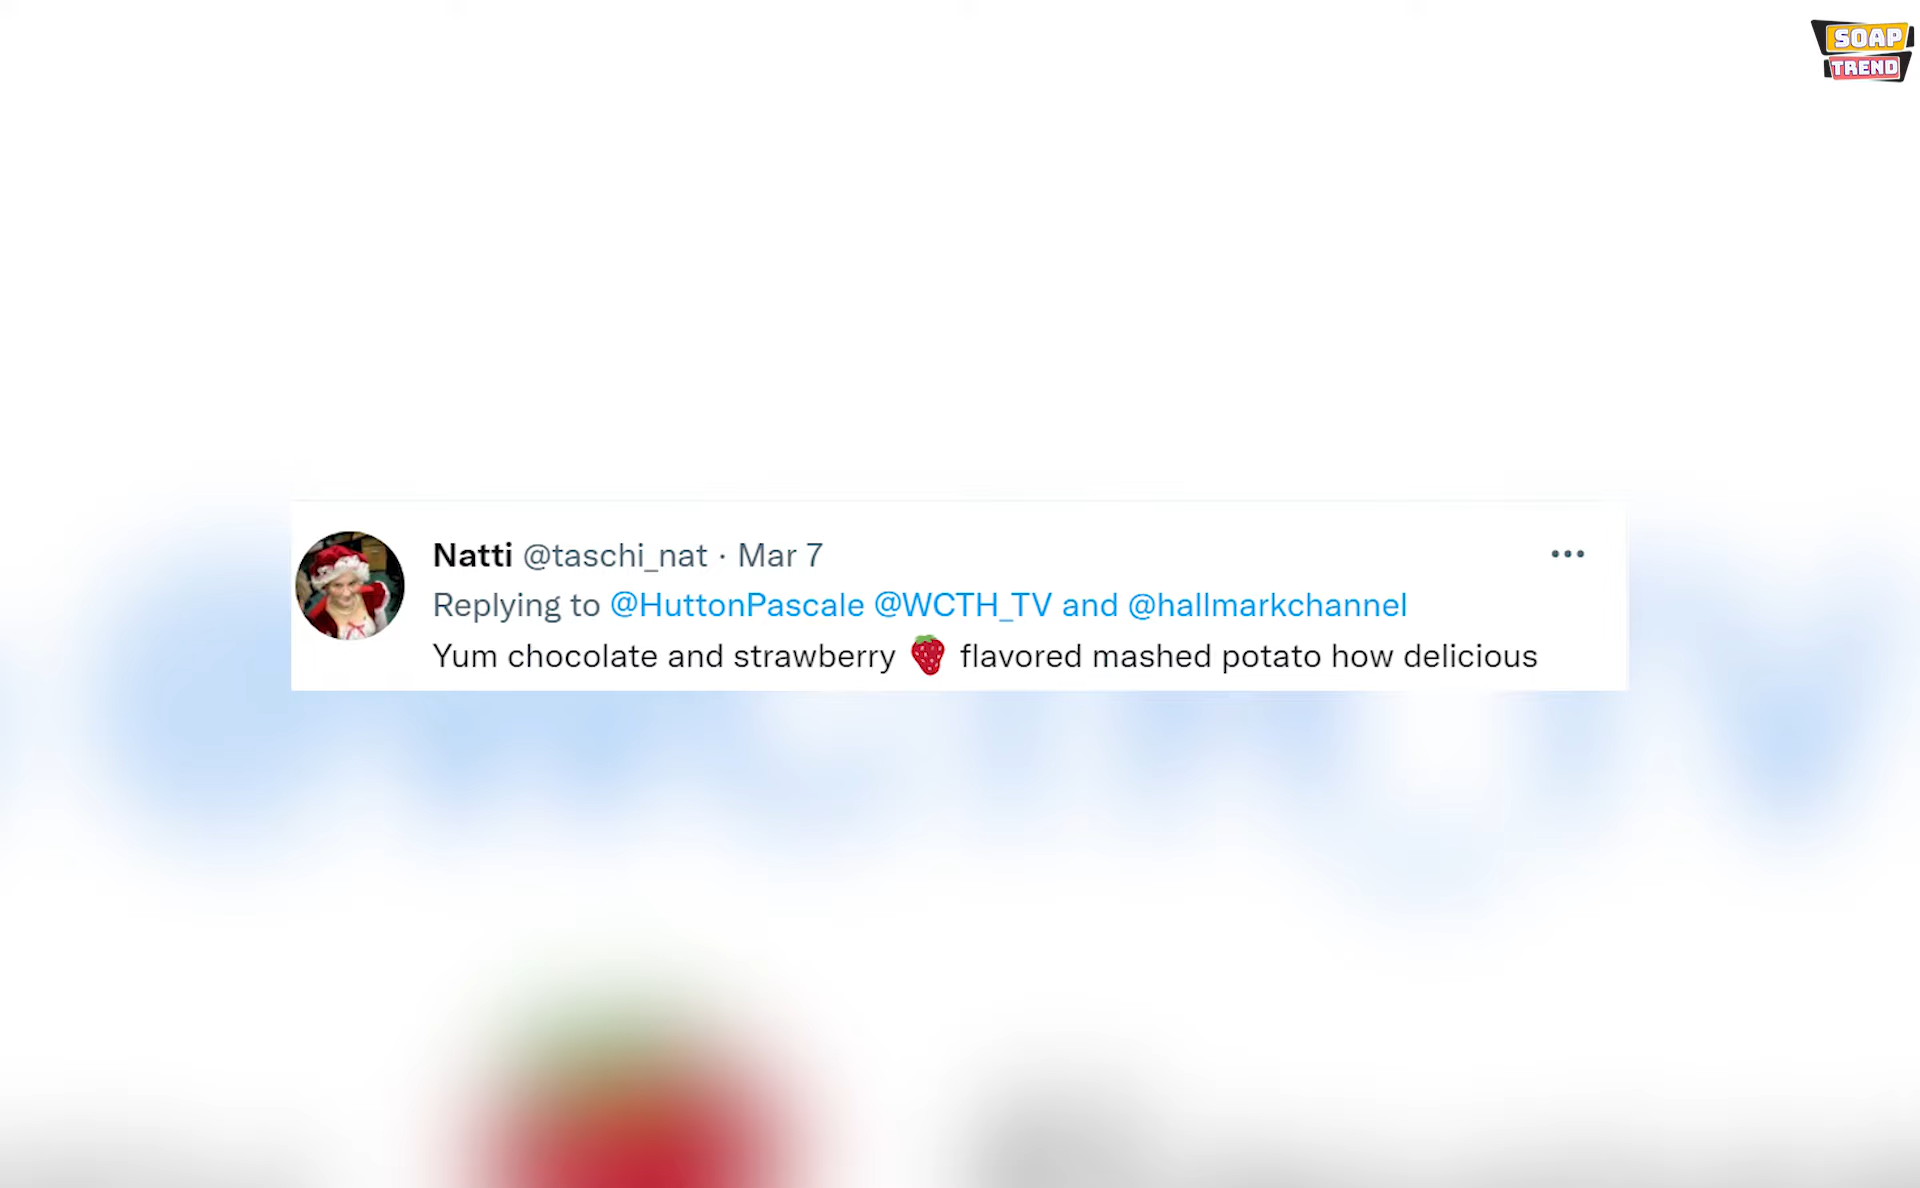 SOAP
TREND
Natti @taschi_nat · Mar 7
Replying to @HuttonPascale @WCTH_TV and @hallmarkchannel
Yum chocolate and strawberry 🍓 flavored mashed potato how delicious